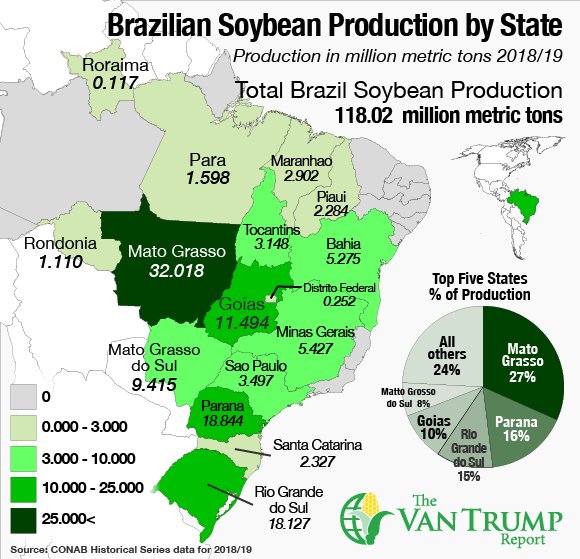 Brazilian Soybean Production by State
Production in million metric tons 2018/19
Total Brazil Soybean Production
118.02 million metric tons
Roraima
0.117
Para
1.598
Maranhao
2.902
Piaui
2.284
Rondonia
1.110
Mato Grasso
32.018
Tocantins
3.148
Bahia
5.275
Goias
11.494
Distrito Federal
0.252
Minas Gerais
5.427
Mato Grasso
do Sul
9.415
Sao Paulo
3.497
Parana
18.844
Santa Catarina
2.327
Rio Grande
do Sul
18.127
0
0.000 - 3.000
3.000 - 10.000
10.000 - 25.000
25.000<
Top Five States
% of Production
Mato
Grasso
27%
Parana
16%
Rio
Grande
do Sul
15%
Goias
10%
Matto Grosso
do Sul 8%
All
others
24%
The
VAN TRUMP
REPORT
Source: CONAB Historical Series data for 2018/19